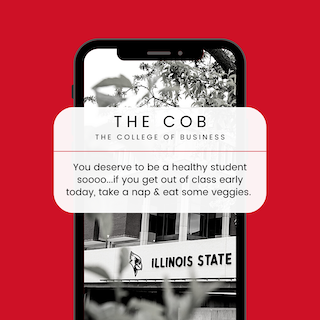 THE COB
THE COLLEGE OF BUSINESS
You deserve to be a healthy student
soooo...if you get out of class early
today, take a nap & eat some veggies.
ILLINOIS STATE